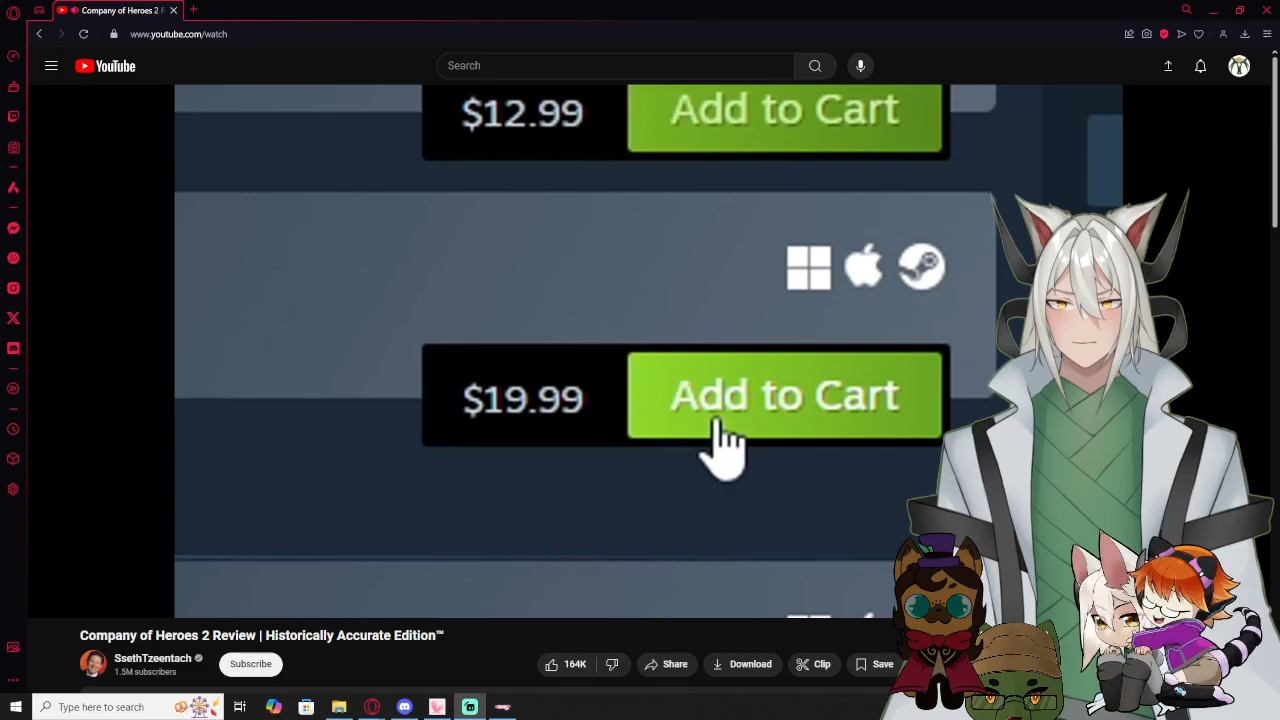 Company of Heroes 2 R
www.youtube.com/watch
YouTube
Search
$12.99
Add to Cart
$19.99
Add to Cart
Company of Heroes 2 Review | Historically Accurate Edition™
SsethTzeentach
1.5M subscribers
Subscribe
164K
Share
Download
Clip
Save
Type here to search